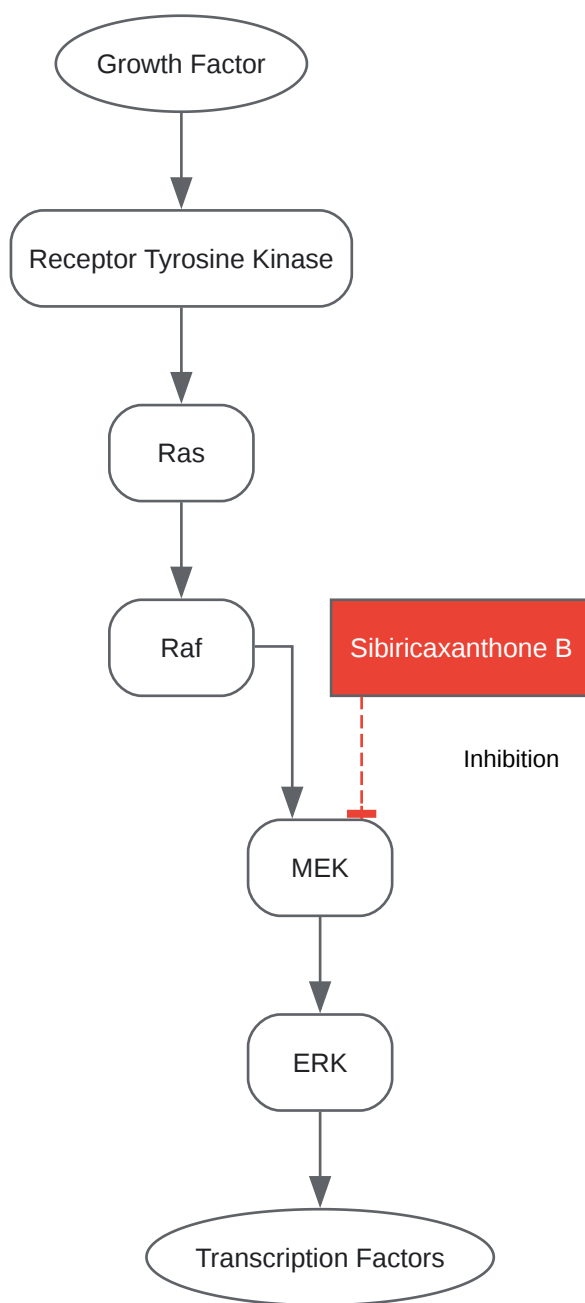 Growth Factor
Receptor Tyrosine Kinase
Ras
Raf
Sibiricaxanthone B
Inhibition
MEK
ERK
Transcription Factors